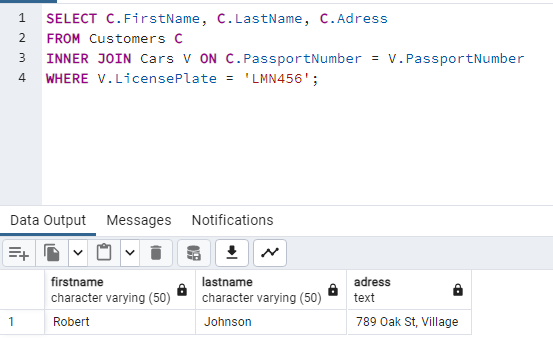 1 SELECT C.FirstName, C.LastName, C.Adress
2 FROM Customers C
3 INNER JOIN Cars V ON C.PassportNumber = V.PassportNumber
4 WHERE V.LicensePlate = 'LMN456';
Data Output Messages Notifications
firstname lastname adress
character varying (50) character varying (50) text
1 Robert Johnson 789 Oak St, Village